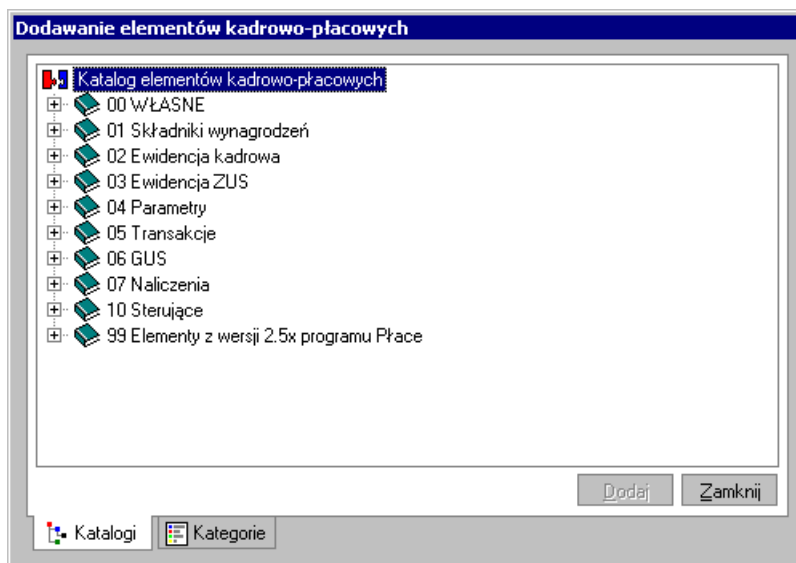 Dodawanie elementów kadrowo-płacowych
Katalog elementów kadrowo-płacowych
00 WŁASNE
01 Składniki wynagrodzeń
02 Ewidencja kadrowa
03 Ewidencja ZUS
04 Parametry
05 Transakcje
06 GUS
07 Naliczenia
10 Sterujące
99 Elementy z wersji 2.5x programu Płace
Dodaj Zamknij
Katalogi Kategorie